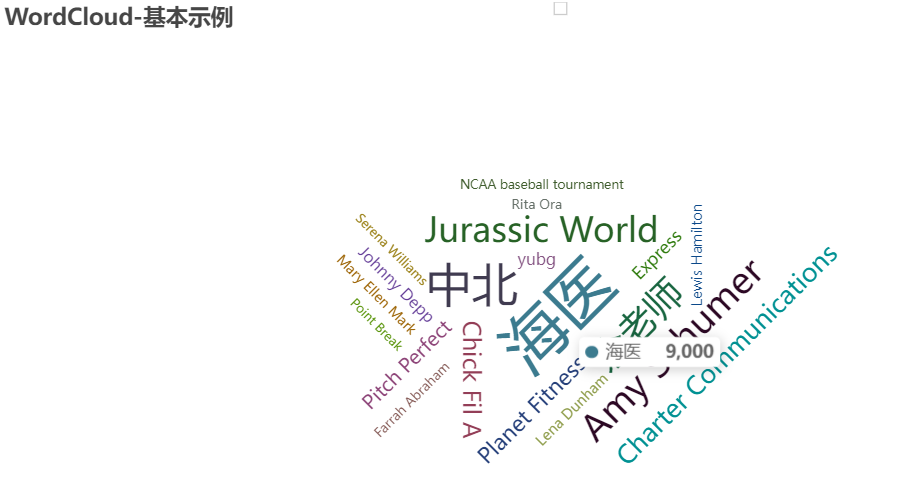 WordCloud-基本示例
NCAA baseball tournament
Rita Ora
Jurassic World
Serena Williams
Johnny Depp
Mary Ellen Mark
Point Break
yubg
中北
海医
Express
Lewis Hamilton
老师
Pitch Perfect
Farrah Abraham
Chick Fil A
Planet Fitness
Lena Dunham
Amy Schumer
Charter Communications
海医 9,000